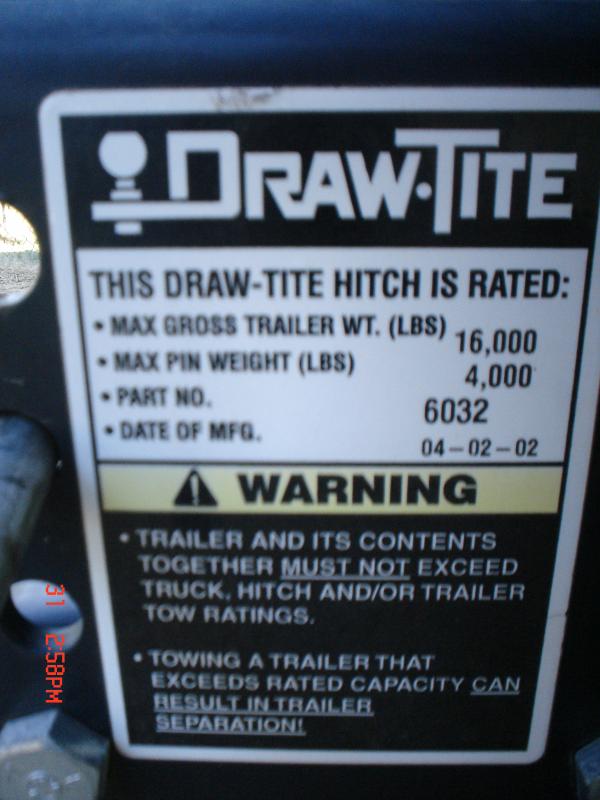 DRAW-TITE
THIS DRAW-TITE HITCH IS RATED:
• MAX GROSS TRAILER WT. (LBS) 16,000
• MAX PIN WEIGHT (LBS) 4,000
• PART NO. 6032
• DATE OF MFG. 04-02-02
WARNING
• TRAILER AND ITS CONTENTS
TOGETHER MUST NOT EXCEED
TRUCK, HITCH AND/OR TRAILER
TOW RATINGS.
• TOWING A TRAILER THAT
EXCEEDS RATED CAPACITY CAN
RESULT IN TRAILER
SEPARATION!
31 2:58PM